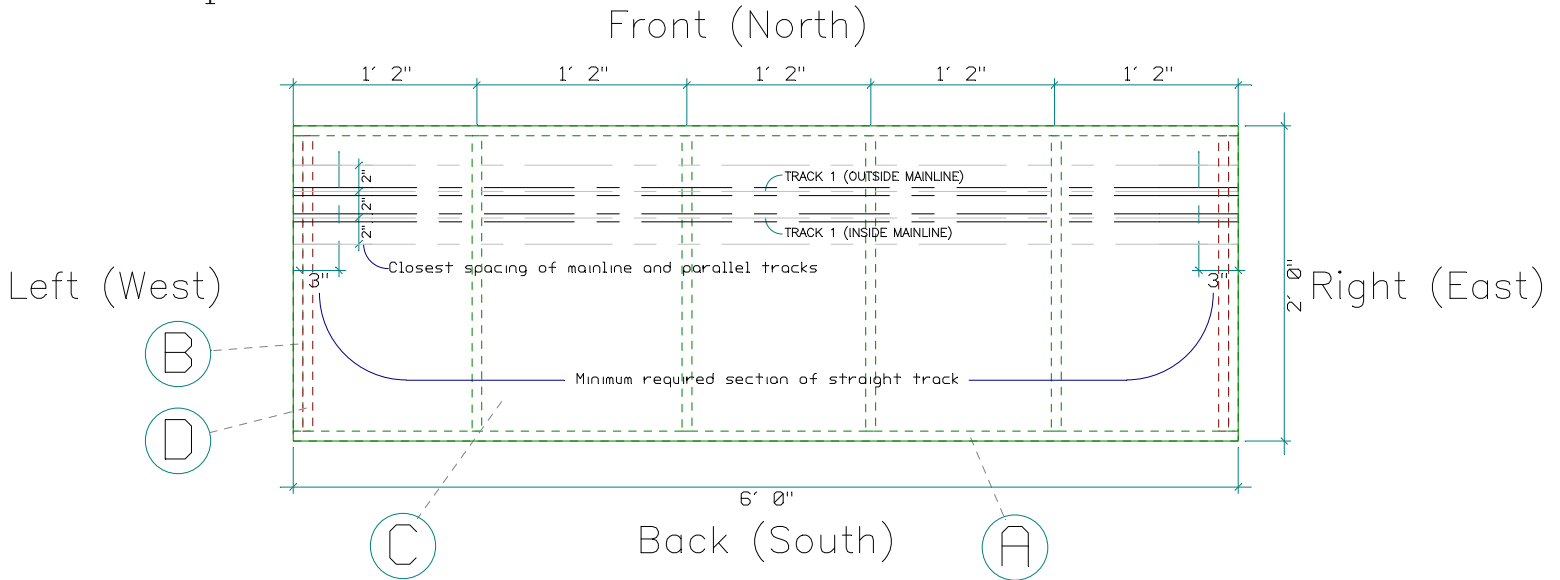 Front (North)
1' 2" 1' 2" 1' 2" 1' 2" 1' 2"
2"
TRACK 1 (OUTSIDE MAINLINE)
2"
2"
TRACK 1 (INSIDE MAINLINE)
Closest spacing of mainline and parallel tracks
3" 3"
Left (West)
2' 0"
Right (East)
B
Minimum required section of straight track
D
6' 0"
C
Back (South)
A